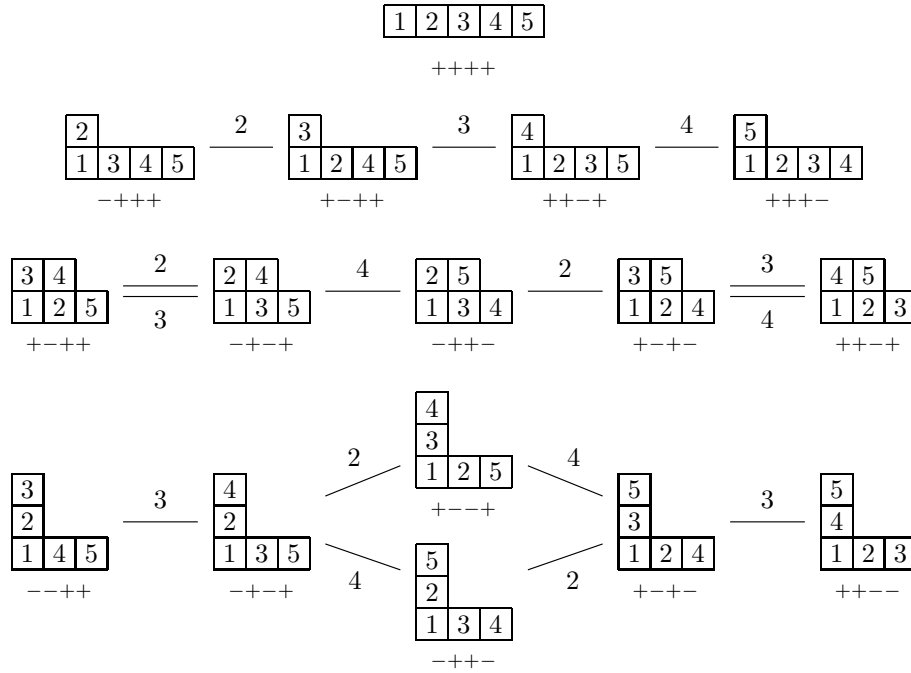 1 2 3 4 5
++++
2 2 3 3 4 4 5
1 3 4 5 1 2 4 5 1 2 3 5 1 2 3 4
-+++ +-++ ++-+ +++-
3 4 2 2 4 4 2 5 2 3 5 3 4 5
1 2 5 3 1 3 5 1 3 4 1 2 4 4 1 2 3
+-++ -+-+ -++- +-+- ++-+
4
2 3 4
3 3 4 1 2 5 5 3 5
2 2 +--+ 3 4
1 4 5 1 3 5 5 1 2 4 1 2 3
--++ -+-+ 4 2 2 +-+- ++--
1 3 4
-++-